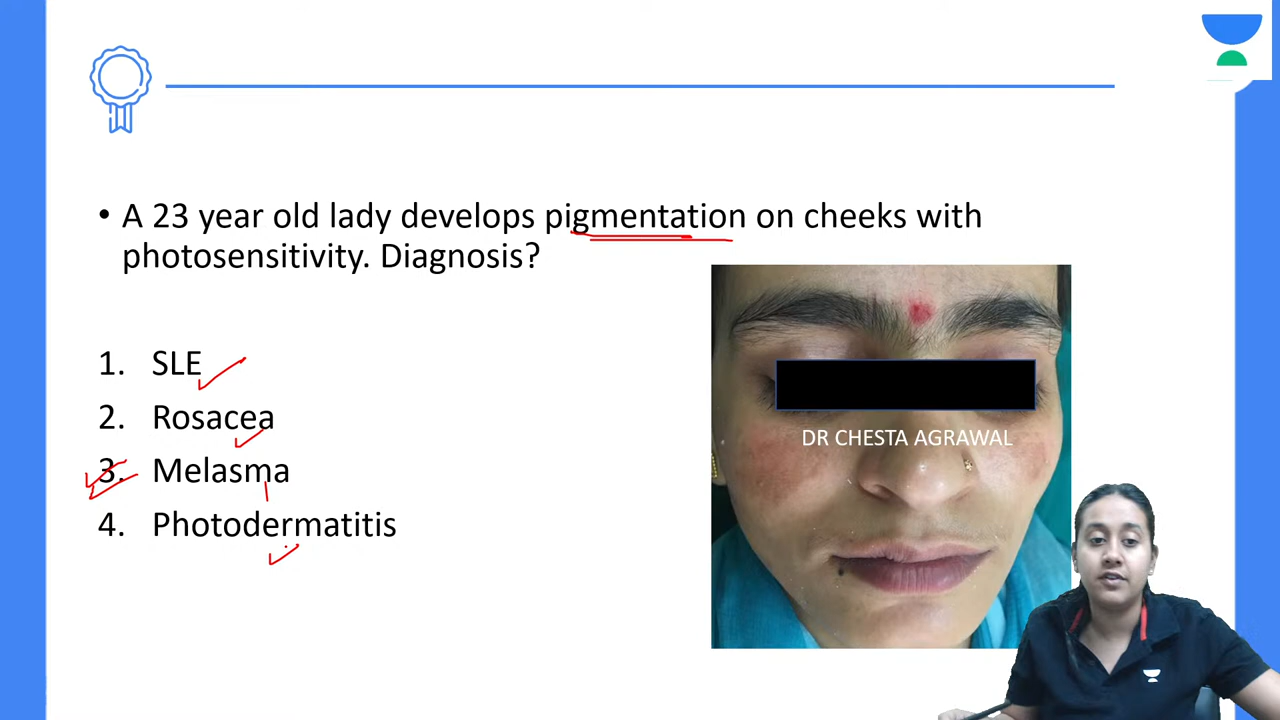 • A 23 year old lady develops pigmentation on cheeks with
photosensitivity. Diagnosis?
1. SLE
2. Rosacea
3. Melasma
4. Photodermatitis
DR CHESTA AGRAWAL